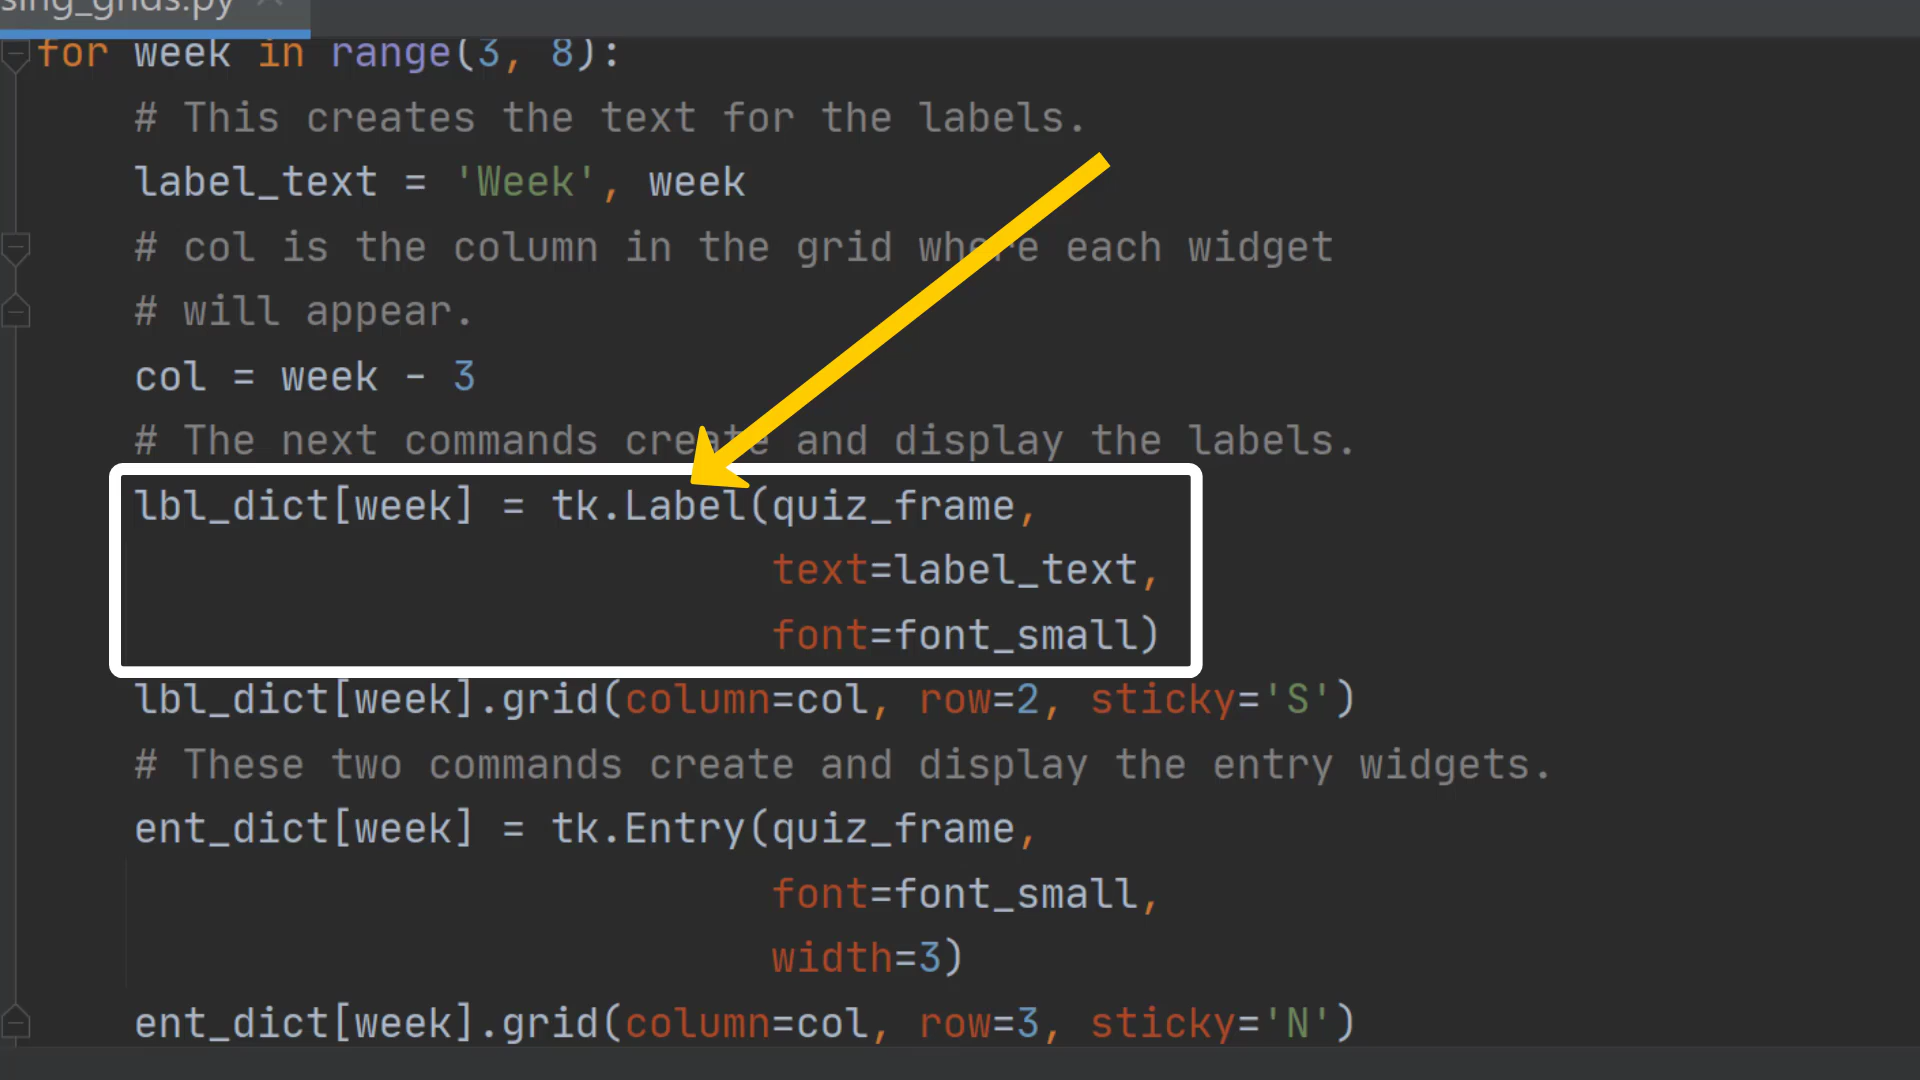 sing_grids.py
for week in range(3, 8):
# This creates the text for the labels.
label_text = 'Week', week
# col is the column in the grid where each widget
# will appear.
col = week - 3
# The next commands create and display the labels.
lbl_dict[week] = tk.Label(quiz_frame,
text=label_text,
font=font_small)
lbl_dict[week].grid(column=col, row=2, sticky='S')
# These two commands create and display the entry widgets.
ent_dict[week] = tk.Entry(quiz_frame,
font=font_small,
width=3)
ent_dict[week].grid(column=col, row=3, sticky='N')